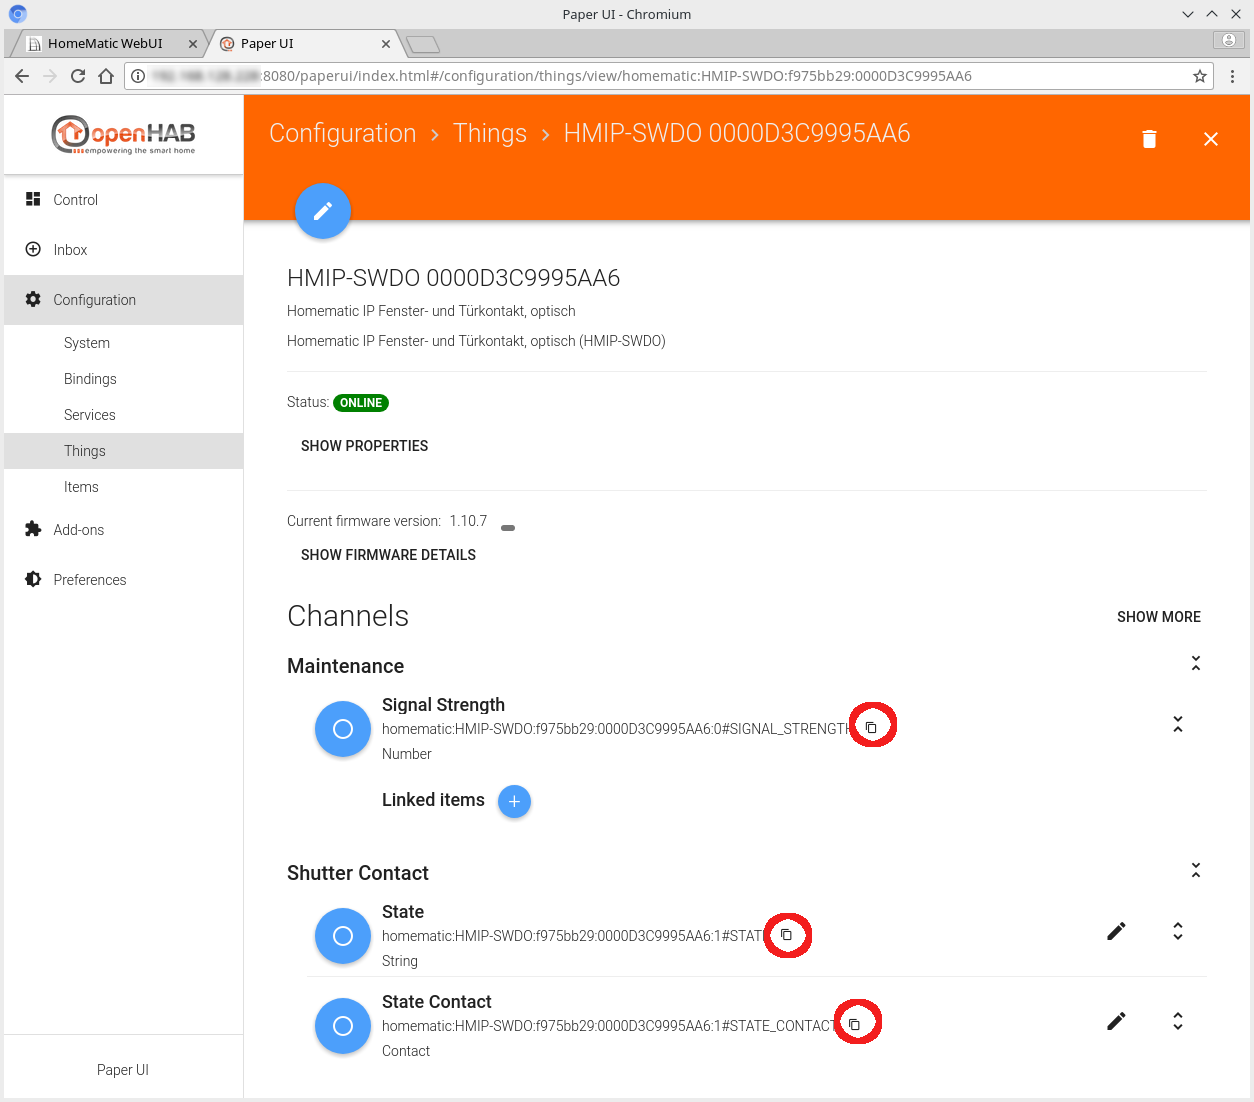 Paper UI - Chromium
HomeMatic WebUI
Paper UI
:8080/paperui/index.html#/configuration/things/view/homematic:HMIP-SWDO:f975bb29:0000D3C9995AA6
openHAB
empowering the smart home
Configuration
Things
HMIP-SWDO 0000D3C9995AA6
Control
Inbox
Configuration
System
Bindings
Services
Things
Items
Add-ons
Preferences
Paper UI
HMIP-SWDO 0000D3C9995AA6
Homematic IP Fenster- und Türkontakt, optisch
Homematic IP Fenster- und Türkontakt, optisch (HMIP-SWDO)
Status: ONLINE
SHOW PROPERTIES
Current firmware version: 1.10.7
SHOW FIRMWARE DETAILS
Channels
SHOW MORE
Maintenance
Signal Strength
homematic:HMIP-SWDO:f975bb29:0000D3C9995AA6:0#SIGNAL_STRENGTH
Number
Linked items
Shutter Contact
State
homematic:HMIP-SWDO:f975bb29:0000D3C9995AA6:1#STAT
String
State Contact
homematic:HMIP-SWDO:f975bb29:0000D3C9995AA6:1#STATE_CONTACT
Contact